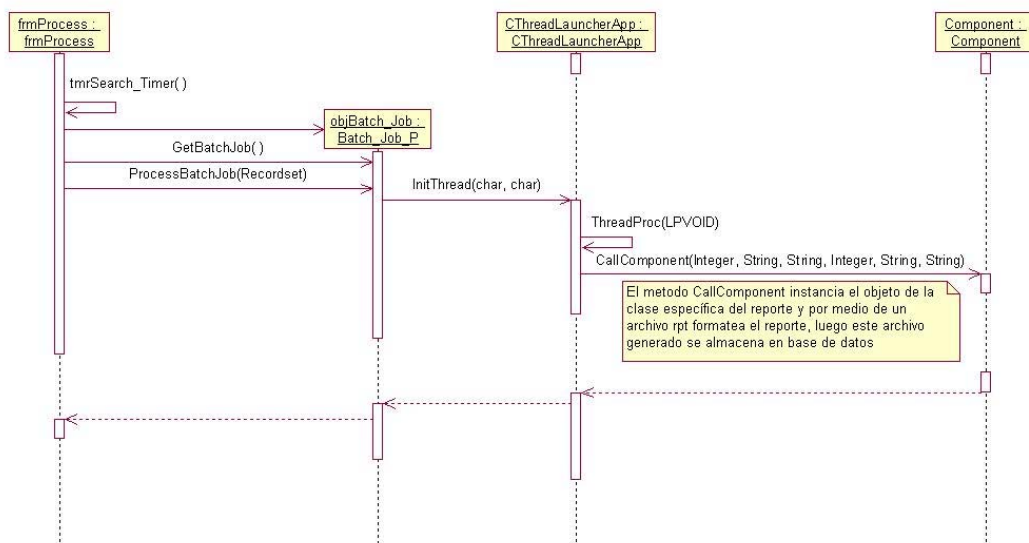 frmProcess :
frmProcess
CThreadLauncherApp :
CThreadLauncherApp
Component :
Component
tmrSearch_Timer( )
objBatch_Job :
Batch_Job_P
GetBatchJob( )
ProcessBatchJob(Recordset)
InitThread(char, char)
ThreadProc(LPVOID)
CallComponent(Integer, String, String, Integer, String, String)
El metodo CallComponent instancia el objeto de la
clase específica del reporte y por medio de un
archivo rpt formatea el reporte, luego este archivo
generado se almacena en base de datos